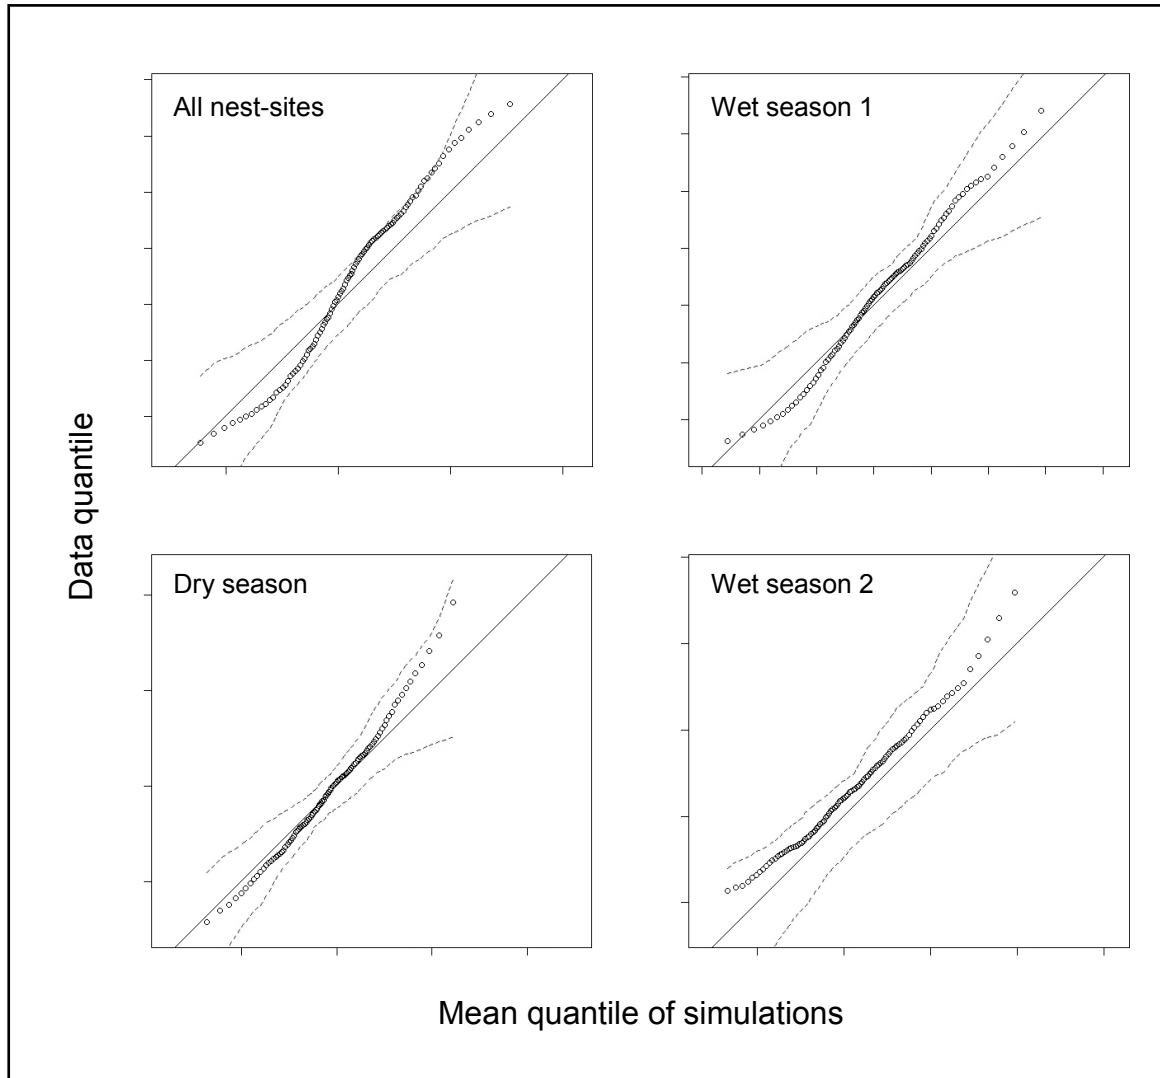 All nest-sites
Wet season 1
Data quantile
Dry season
Wet season 2
Mean quantile of simulations